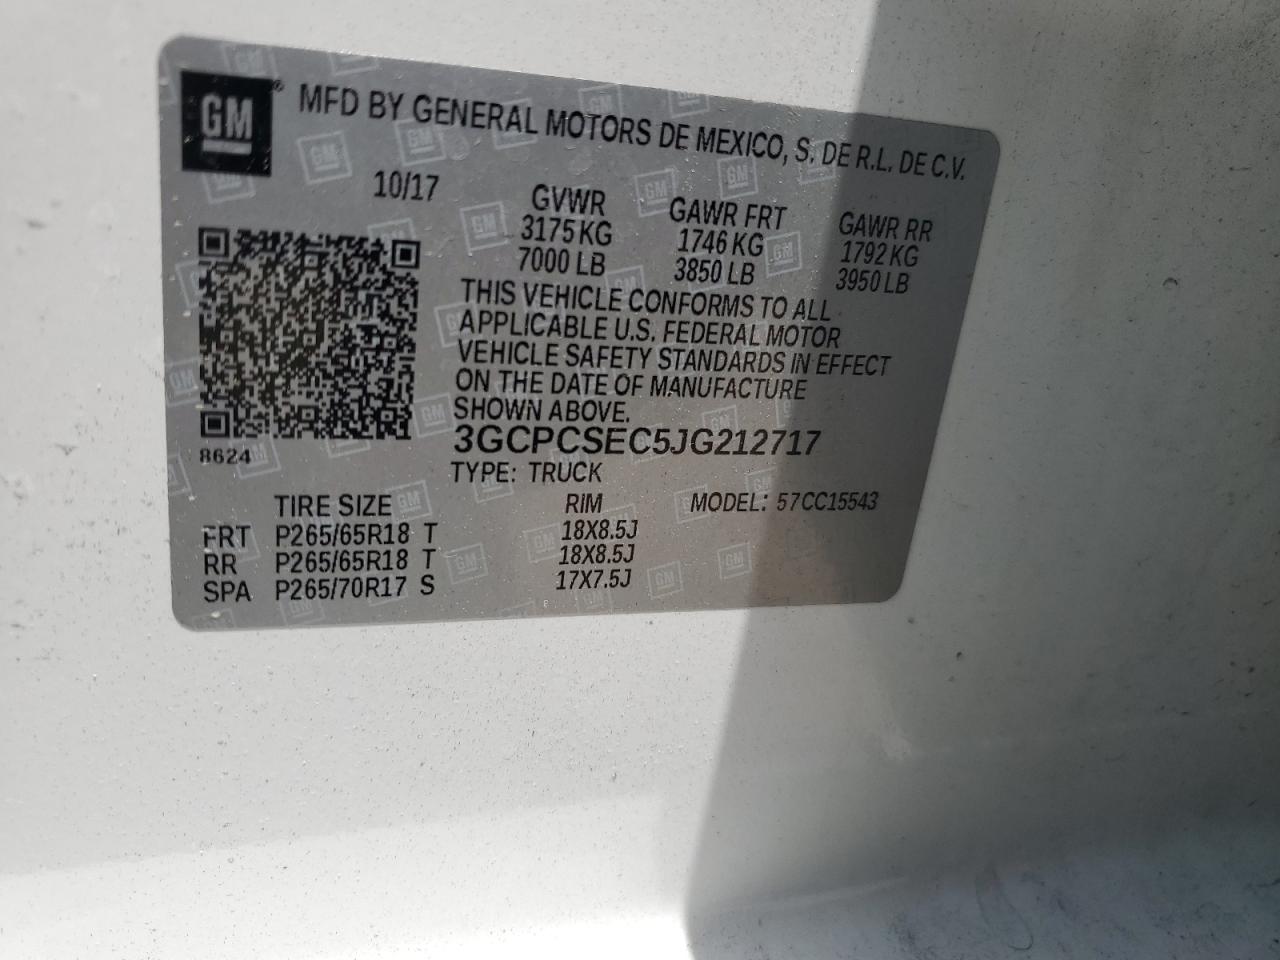 GM® MFD BY GENERAL MOTORS DE MEXICO, S. DE R.L. DE C.V.
10/17
GVWR GAWR FRT GAWR RR
3175 KG 1746 KG 1792 KG
7000 LB 3850 LB 3950 LB
THIS VEHICLE CONFORMS TO ALL
APPLICABLE U.S. FEDERAL MOTOR
VEHICLE SAFETY STANDARDS IN EFFECT
ON THE DATE OF MANUFACTURE
SHOWN ABOVE.
3GCPCSEC5JG212717
8624
TYPE: TRUCK
TIRE SIZE RIM MODEL: 57CC15543
FRT P265/65R18 T 18X8.5J
RR P265/65R18 T 18X8.5J
SPA P265/70R17 S 17X7.5J